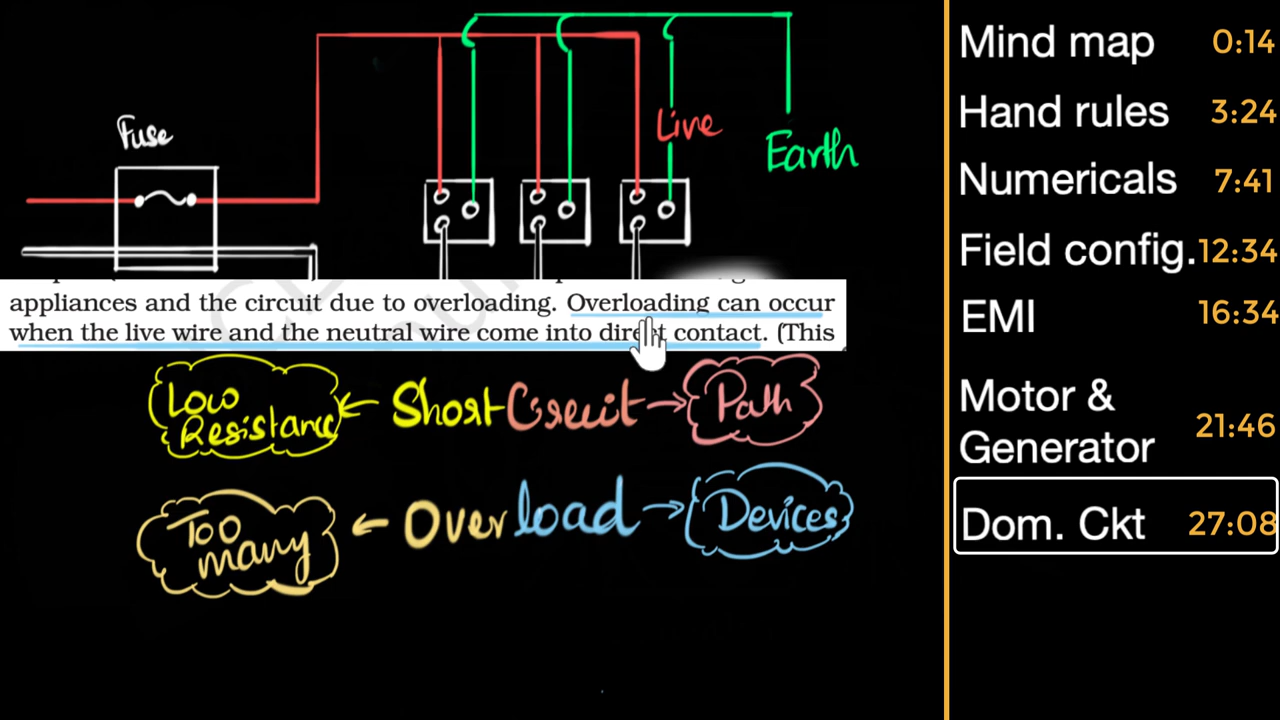 Fuse
Live
Earth
appliances and the circuit due to overloading. Overloading can occur
when the live wire and the neutral wire come into direct contact. (This
Low
Resistance
Short Circuit
Path
Too
many
Overload
Devices
Mind map 0:14
Hand rules 3:24
Numericals 7:41
Field config. 12:34
EMI 16:34
Motor &
Generator 21:46
Dom. Ckt 27:08